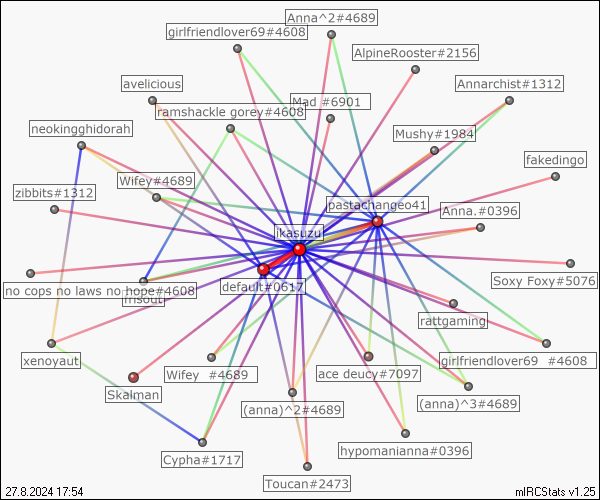 Anna^2#4689
girlfriendlover69#4608
AlpineRooster#2156
avelicious
Annarchist#1312
Mad #6901
ramshackle gorey#4608
neokingghidorah
Mushy#1984
fakedingo
Wifey#4689
zibbits#1312
pastachangeo41
Anna.#0396
ikasuzu
Soxy Foxy#5076
default#0617
no cops no laws no hope#4608
rattgaming
xenoyaut
girlfriendlover69 #4608
Wifey #4689
ace deucy#7097
Skalman
(anna)^2#4689
(anna)^3#4689
hypomanianna#0396
Cypha#1717
Toucan#2473
27.8.2024 17:54
mIRCStats v1.25